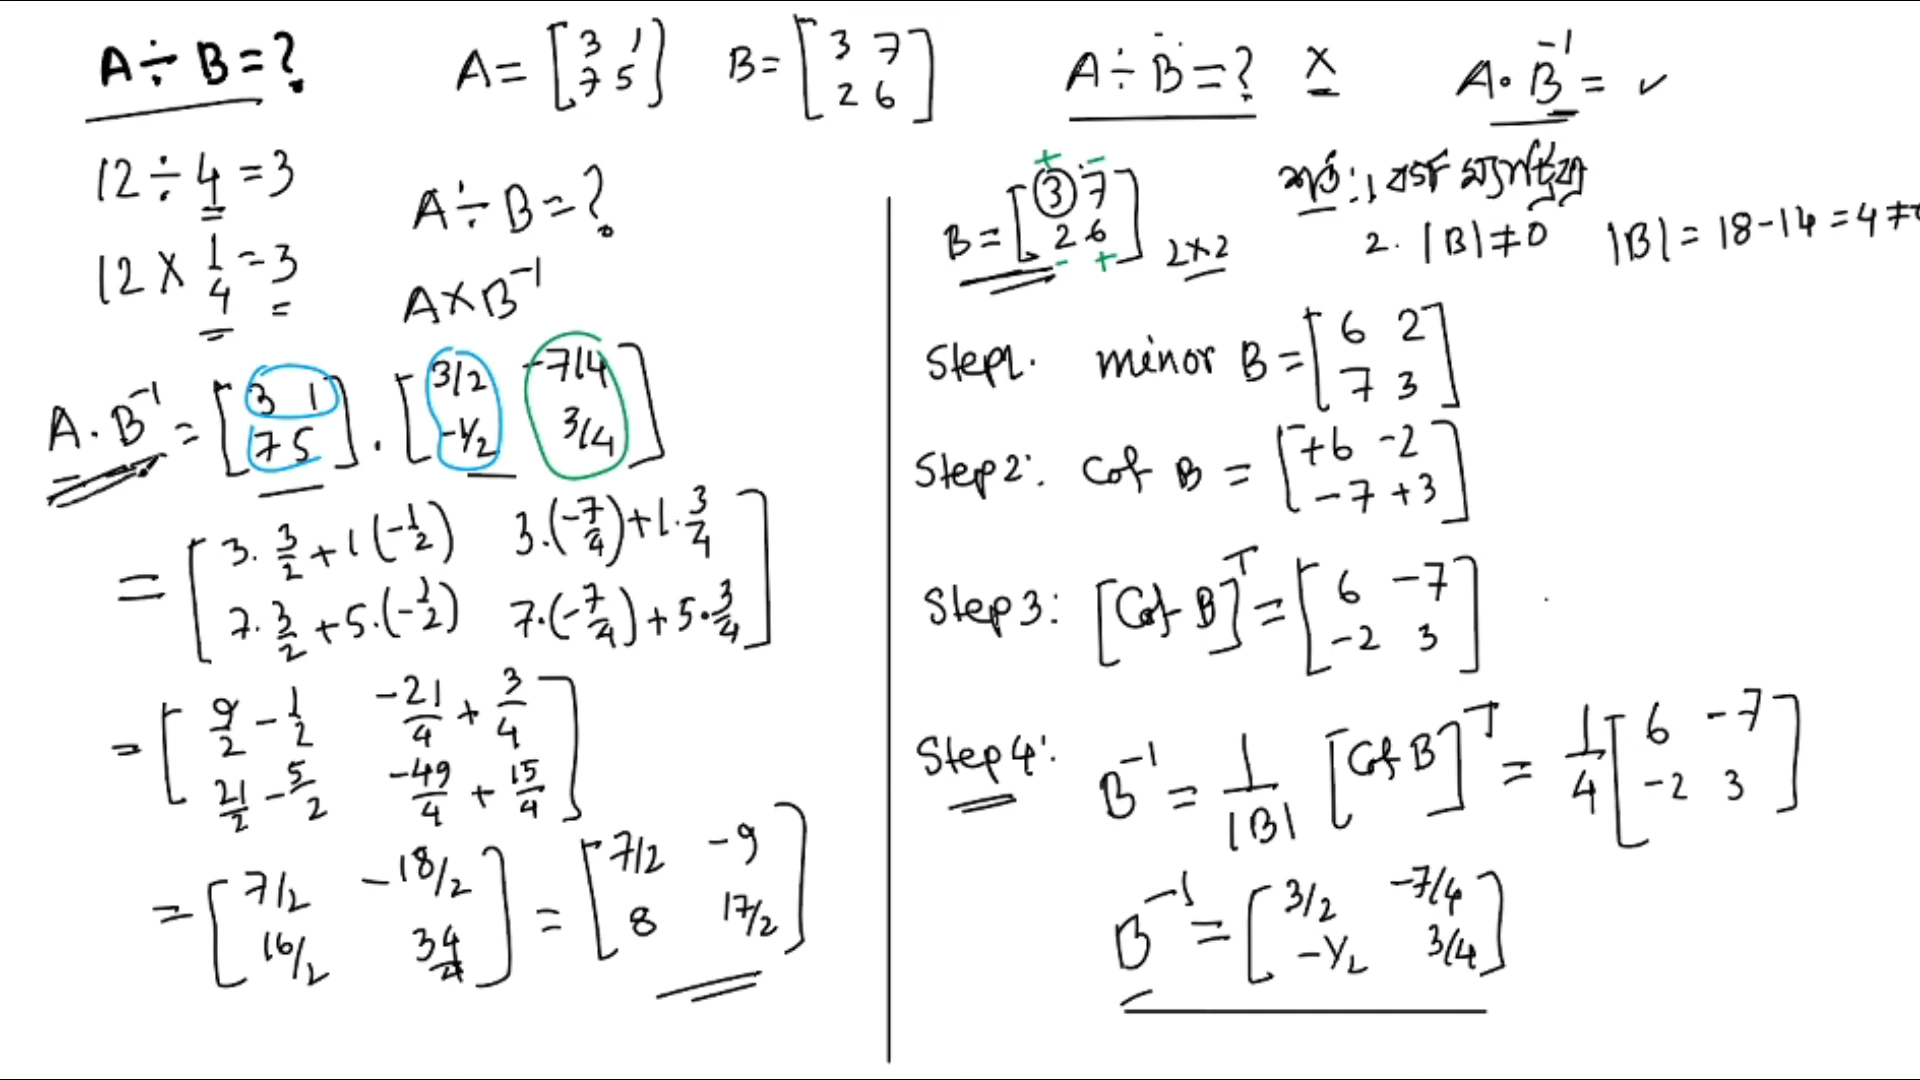 A ÷ B = ?
A = [3 1 7 5] B = [3 7 2 6]
A ÷ B = ? x
A · B⁻¹ = ✓
12 ÷ 4 = 3
12 × 1/4 = 3
A ÷ B = ?
A × B⁻¹
A · B⁻¹ = [3 1 7 5] · [3/2 -7/4 -1/2 3/4]
= [3 · 3/2 + 1(-1/2) 3 · (-7/4) + 1 · 3/4
7 · 3/2 + 5 · (-1/2) 7 · (-7/4) + 5 · 3/4]
= [9/2 - 1/2 -21/4 + 3/4
21/2 - 5/2 -49/4 + 15/4]
= [7/2 -18/2 16/2 34/4] = [7/2 -9 8 17/2]
B = [3 7 2 6] 2×2
+ -
- +
: 1
2. |B| ≠ 0 |B| = 18 - 14 = 4 ≠
Step1. minor B = [6 2 7 3]
Step2: Cof B = [+6 -2 -7 +3]
Step3: [Cof B]ᵀ = [6 -7 -2 3]
Step4: B⁻¹ = 1/|B| [Cof B]ᵀ = 1/4 [6 -7 -2 3]
B⁻¹ = [3/2 -7/4 -1/2 3/4]